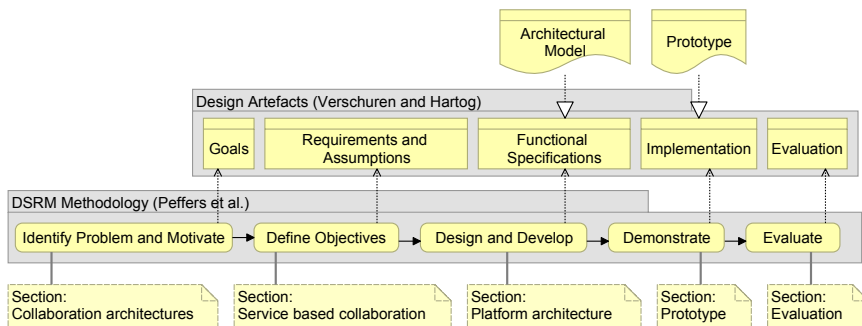 Architectural
Model
Prototype
Design Artefacts (Verschuren and Hartog)
Goals
Requirements and
Assumptions
Functional
Specifications
Implementation
Evaluation
DSRM Methodology (Peffers et al.)
Identify Problem and Motivate
Define Objectives
Design and Develop
Demonstrate
Evaluate
Section:
Collaboration architectures
Section:
Service based collaboration
Section:
Platform architecture
Section:
Prototype
Section:
Evaluation